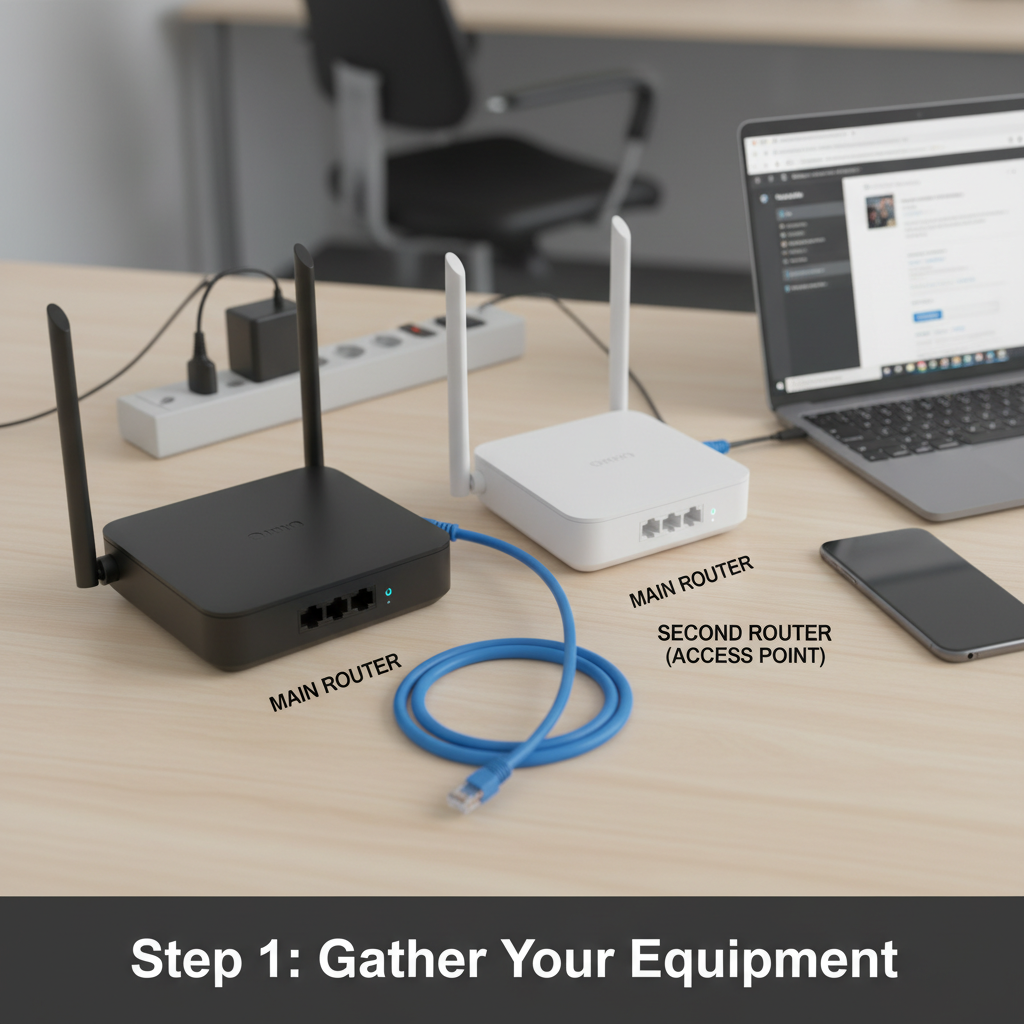 MAIN ROUTER
MAIN ROUTER
SECOND ROUTER
(ACCESS POINT)
Step 1: Gather Your Equipment